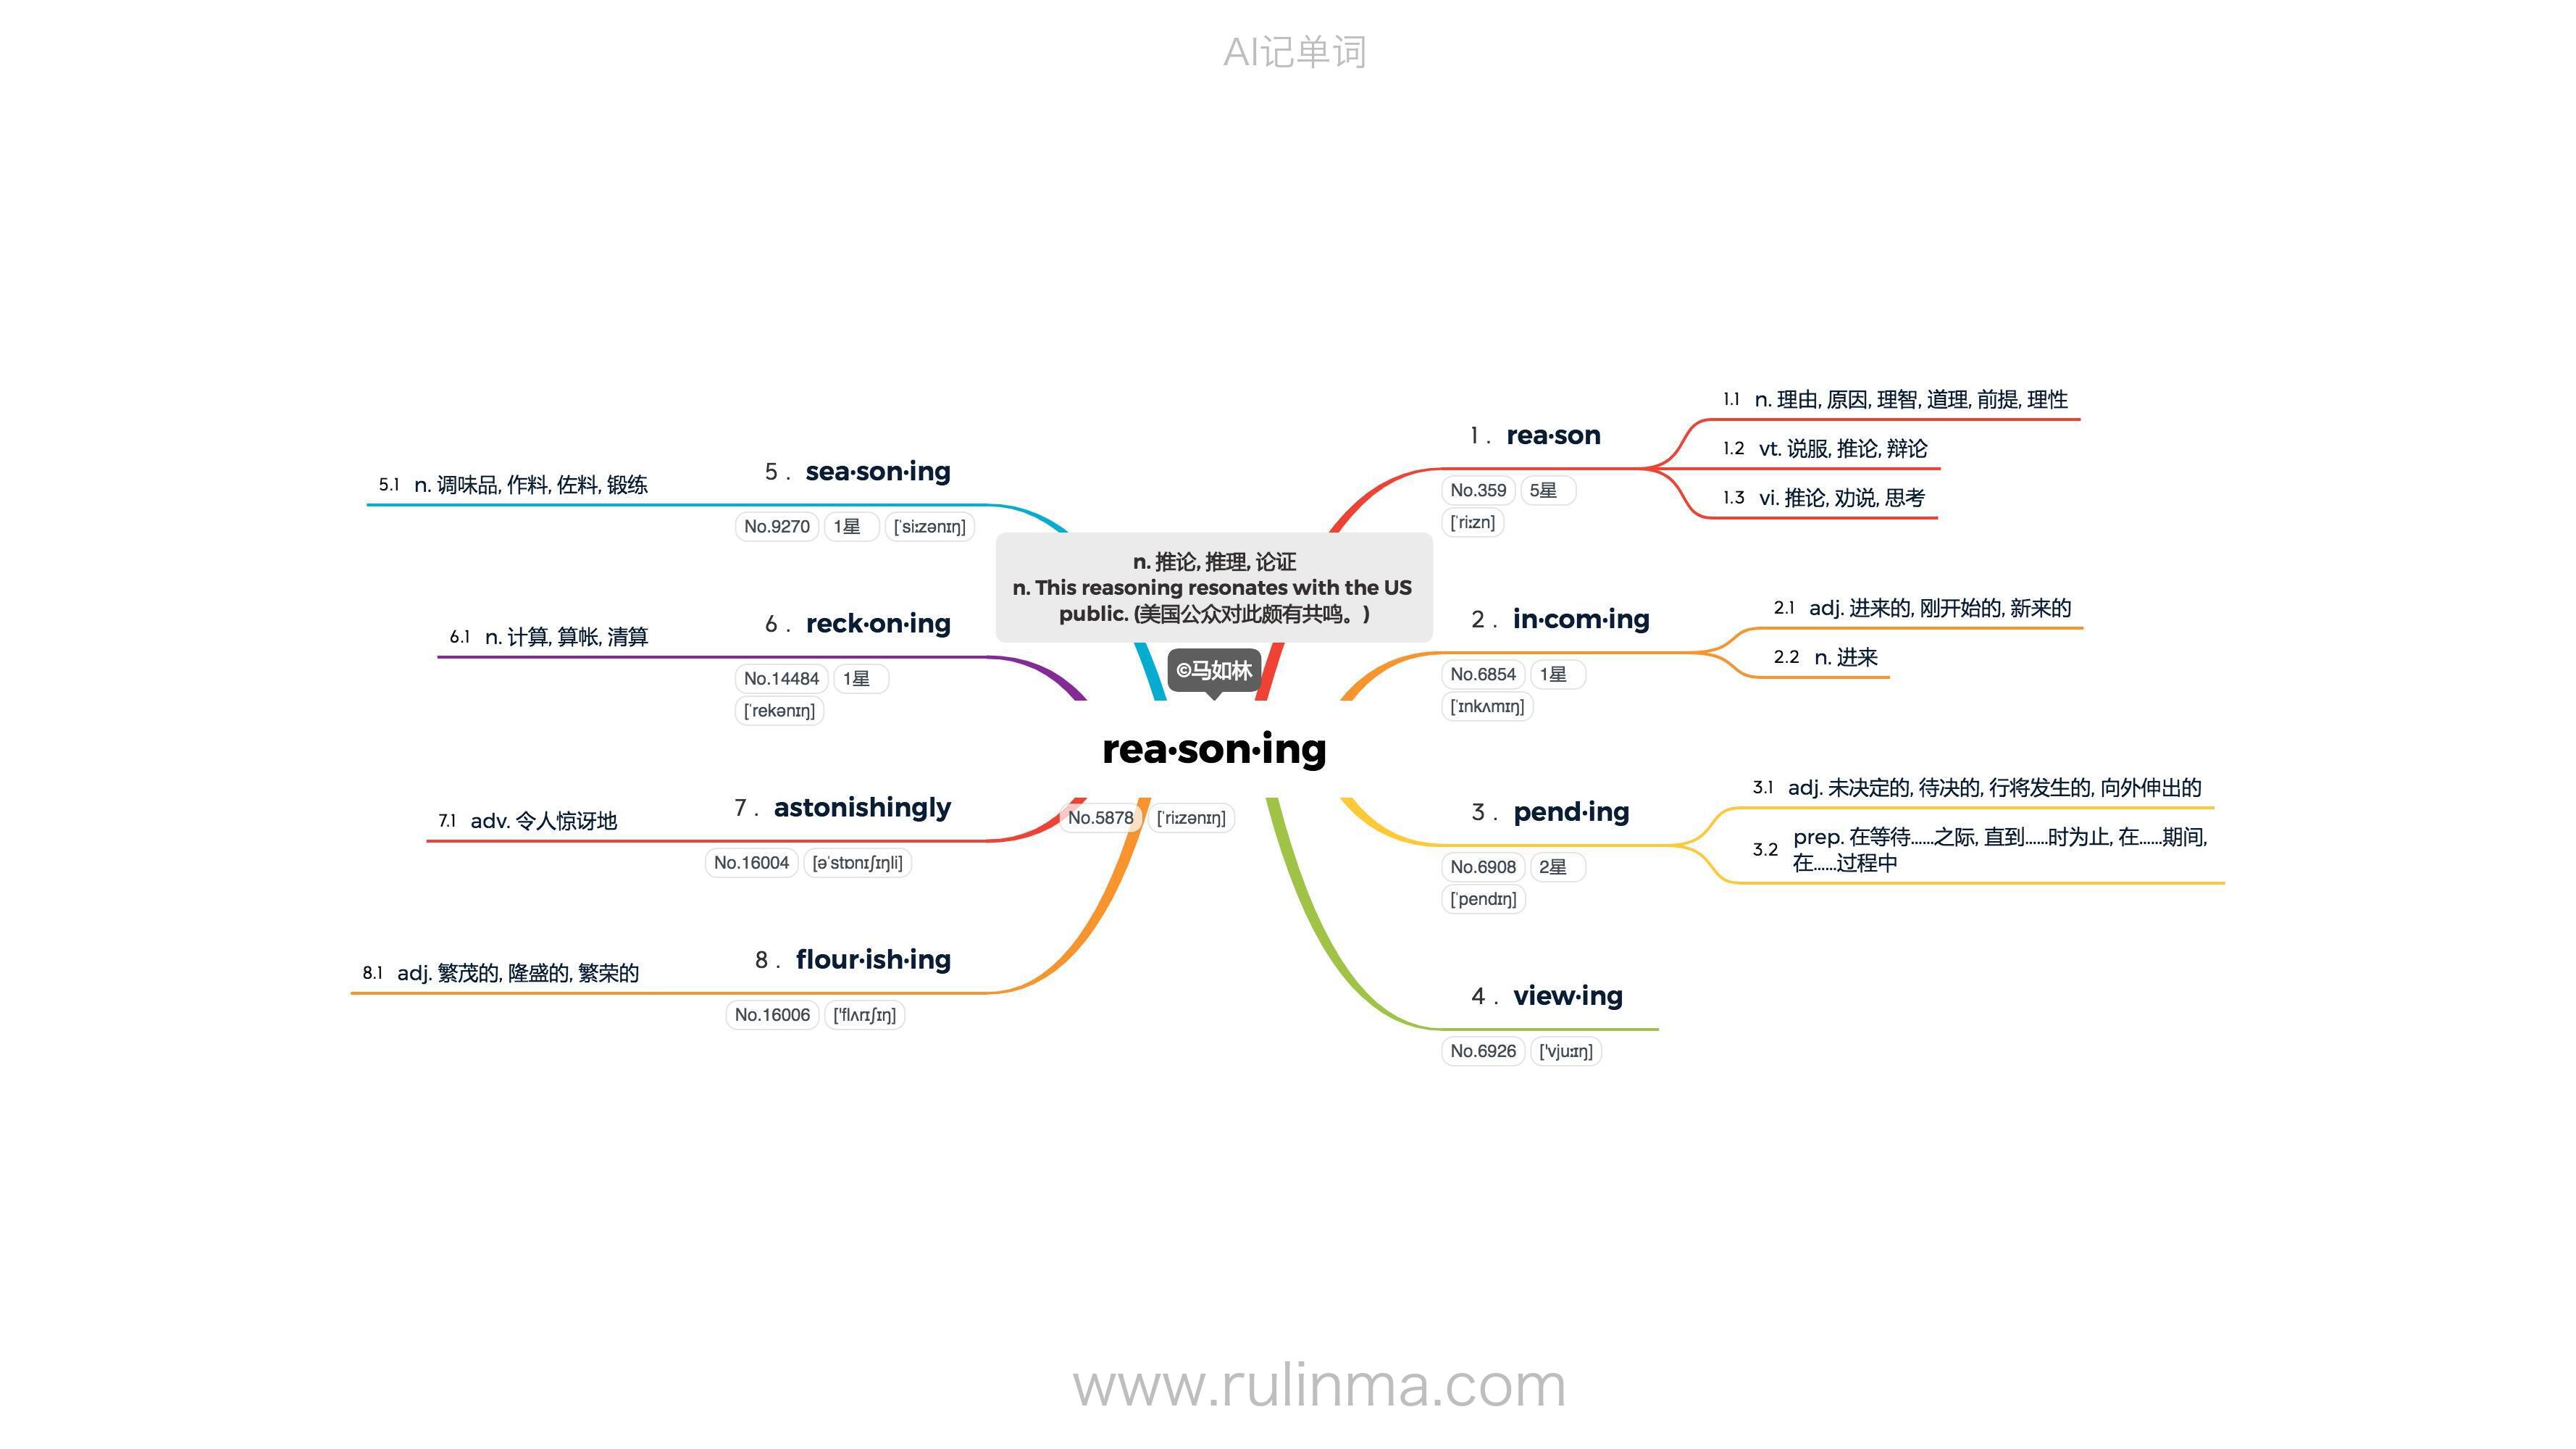 AI记单词
n. 推论, 推理, 论证
n. This reasoning resonates with the US
public. (美国公众对此颇有共鸣。)
©马如林
rea·son·ing
No.5878 [ˈriːzənɪŋ]
1 . rea·son
No.359 5星
[ˈriːzn]
1.1 n. 理由, 原因, 理智, 道理, 前提, 理性
1.2 vt. 说服, 推论, 辩论
1.3 vi. 推论, 劝说, 思考
2 . in·com·ing
No.6854 1星
[ˈɪnkʌmɪŋ]
2.1 adj. 进来的, 刚开始的, 新来的
2.2 n. 进来
3 . pend·ing
No.6908 2星
[ˈpendɪŋ]
3.1 adj. 未决定的, 待决的, 行将发生的, 向外伸出的
3.2 prep. 在等待……之际, 直到……时为止, 在……期间,
在……过程中
4 . view·ing
No.6926 ['vjuːɪŋ]
5 . sea·son·ing
No.9270 1星 [ˈsiːzənɪŋ]
5.1 n. 调味品, 作料, 佐料, 锻练
6 . reck·on·ing
No.14484 1星
[ˈrekənɪŋ]
6.1 n. 计算, 算帐, 清算
7 . astonishingly
No.16004 [əˈstɒnɪʃɪŋli]
7.1 adv. 令人惊讶地
8 . flour·ish·ing
No.16006 ['flʌrɪʃɪŋ]
8.1 adj. 繁茂的, 隆盛的, 繁荣的
www.rulinma.com